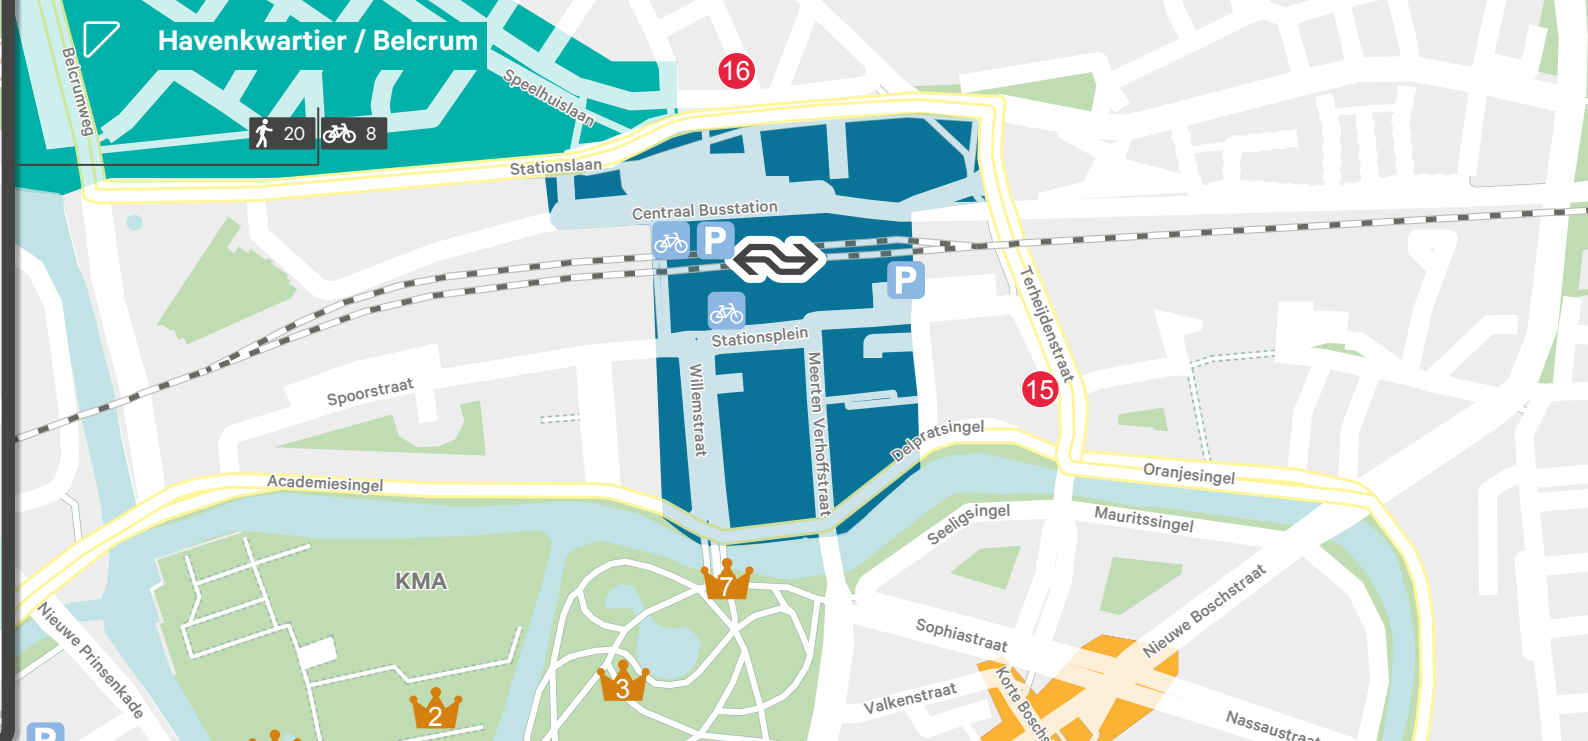 Havenkwartier / Belcrum
Belcrumweg
Speelhuislaan
16
20
8
Stationslaan
Centraal Busstation
P
P
Stationsplein
Terheijdenstraat
Spoorstraat
Willemstraat
Meerten Verhoffstraat
15
Delpratsingel
Academiesingel
Oranjesingel
Seeligsingel
Mauritssingel
KMA
7
Nieuwe Prinsenkade
Nieuwe Boschstraat
Sophiastraat
3
2
Valkenstraat
Korte Boschs
Nassaustraat
P